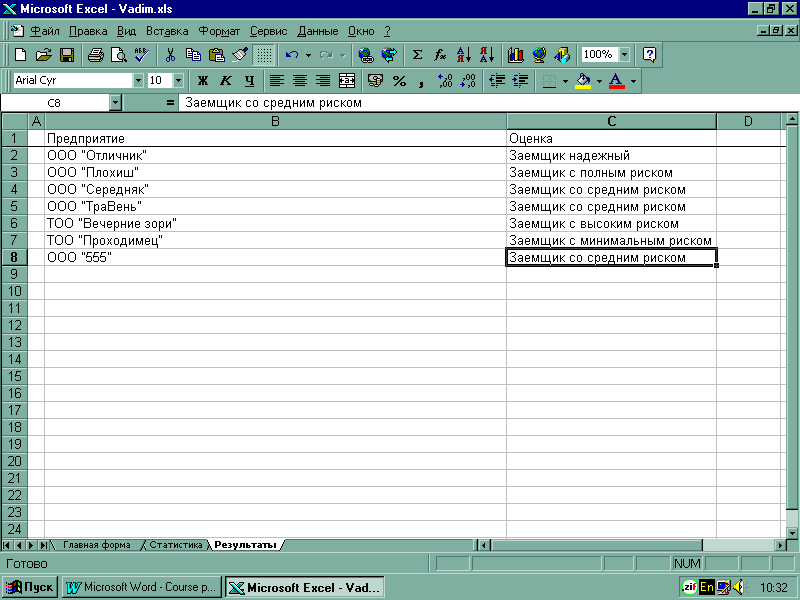 Microsoft Excel - Vadim.xls
Файл Правка Вид Вставка Формат Сервис Данные Окно ?
100%
Arial Cyr 10 Ж К Ч
C8 = Заемщик со средним риском
A B C D
1 Предприятие Оценка
2 ООО "Отличник" Заемщик надежный
3 ООО "Плохиш" Заемщик с полным риском
4 ООО "Середняк" Заемщик со средним риском
5 ООО "ТраВень" Заемщик со средним риском
6 ТОО "Вечерние зори" Заемщик с высоким риском
7 ТОО "Проходимец" Заемщик с минимальным риском
8 ООО "555" Заемщик со средним риском
9
10
11
12
13
14
15
16
17
18
19
20
21
22
23
24
Главная форма Статистика Результаты
Готово NUM
Пуск Microsoft Word - Course p... Microsoft Excel - Vad... zif En 10:32